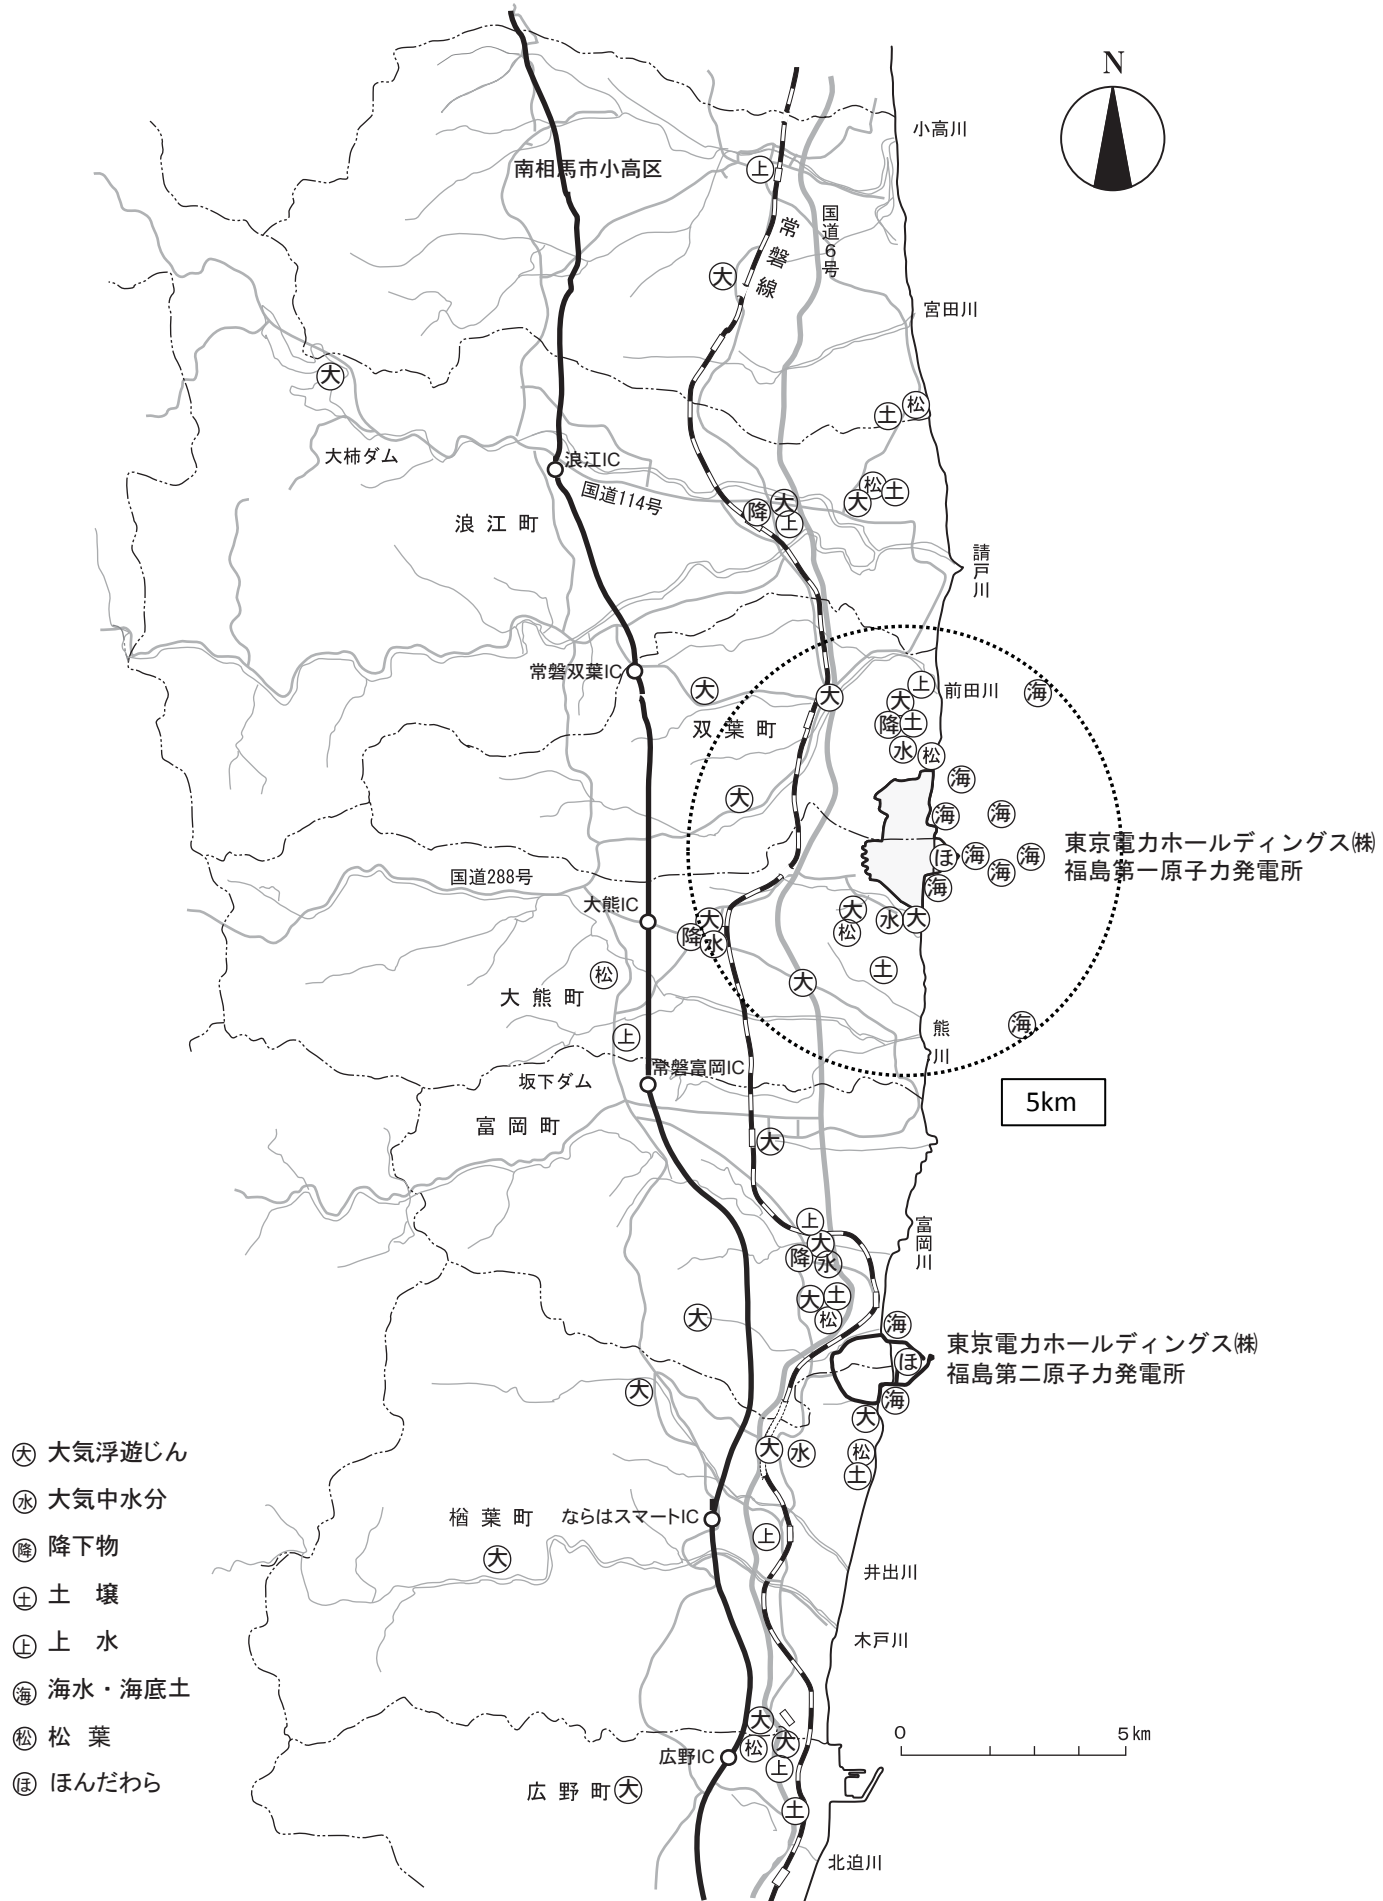 N
小高川
南相馬市小高区
上
国道6号
常磐線
大
宮田川
大
松
土
大柿ダム
浪江IC
国道114号
松
土
大
大
降
上
浪江町
請戸川
常磐双葉IC
大
大
上
前田川
海
大
降
土
双葉町
水
松
海
大
海
海
東京電力ホールディングス㈱
福島第一原子力発電所
ほ
海
海
海
海
国道288号
大熊IC
大
降
水
大
松
水
大
松
大熊町
大
土
上
海
熊川
常磐富岡IC
坂下ダム
5km
富岡町
大
上
大
降
水
富岡川
大
土
松
大
海
東京電力ホールディングス㈱
福島第二原子力発電所
ほ
大
海
大
大
水
松
土
楢葉町
ならはスマートIC
大
上
井出川
木戸川
大
大
松
上
広野IC
広野町
大
土
北迫川
0
5km
大 大気浮遊じん
水 大気中水分
降 降下物
土 土壌
上 上水
海 海水・海底土
松 松葉
ほ ほんだわら